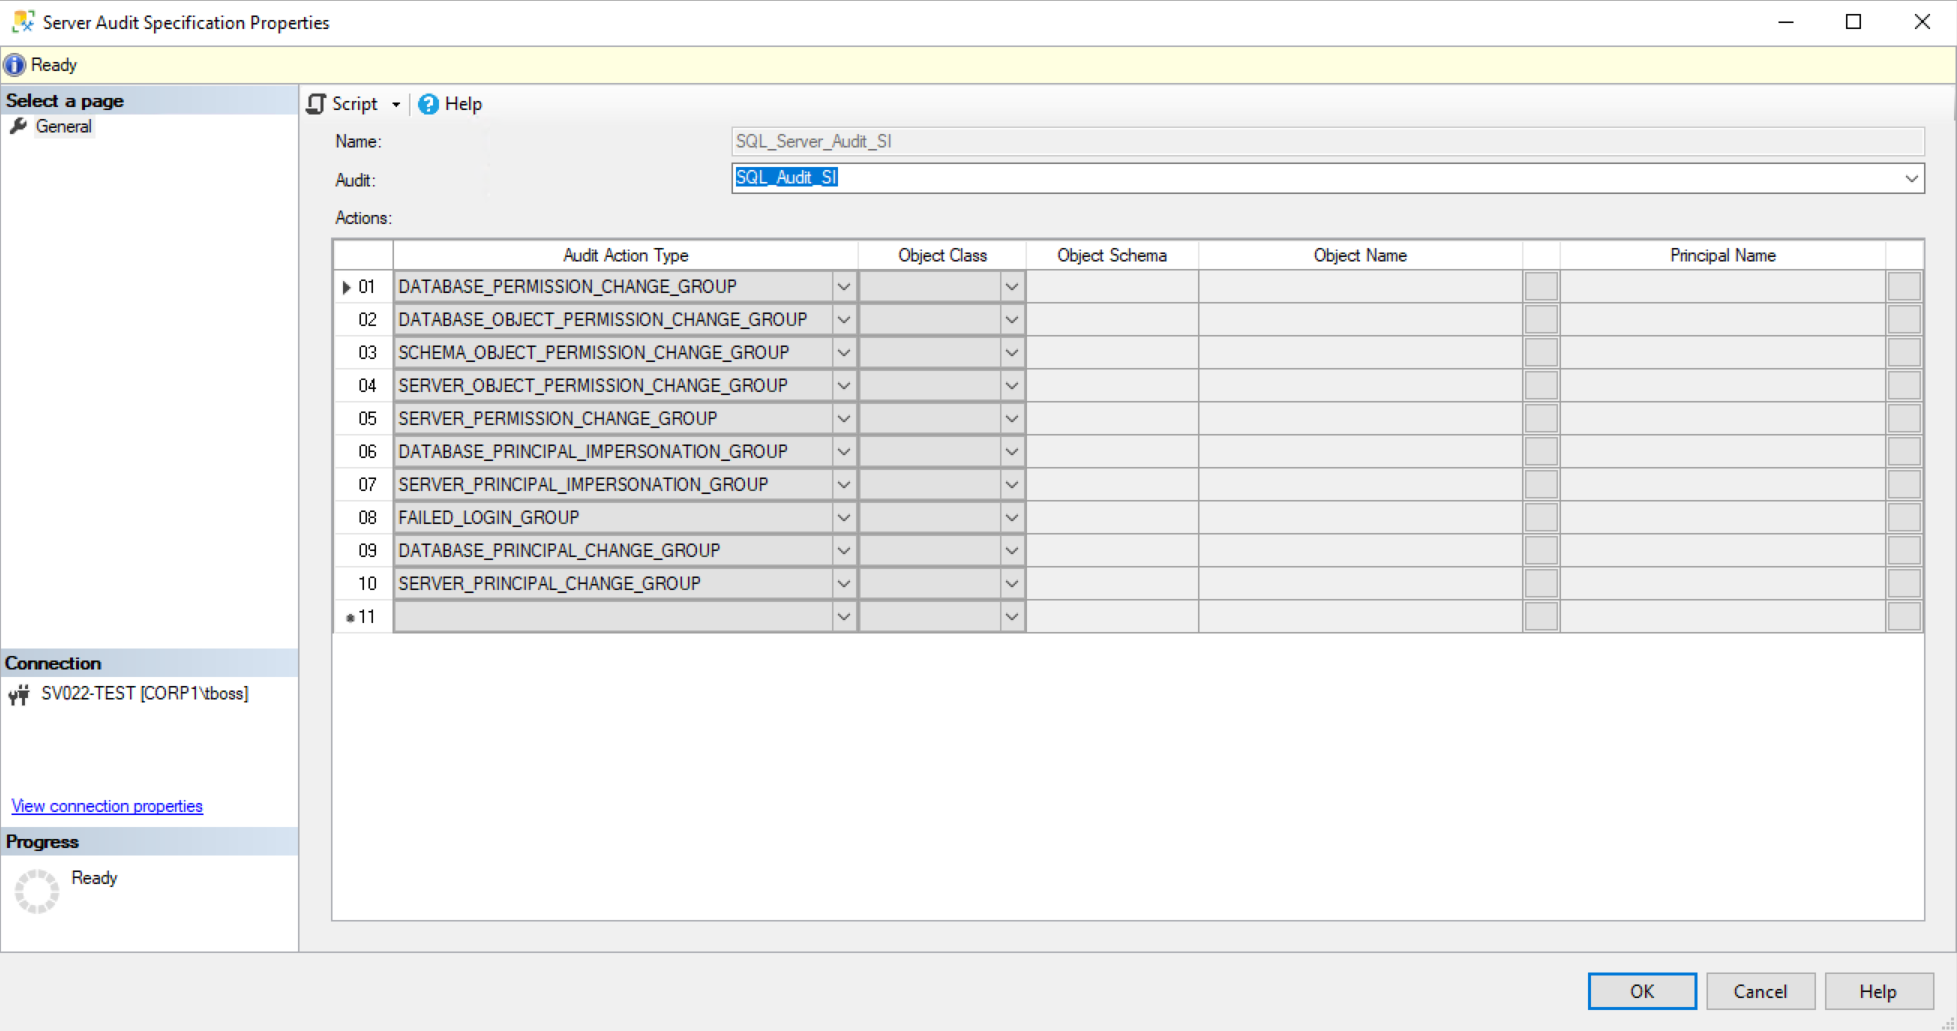 Server Audit Specification Properties
Ready
Select a page
General
Script
Help
Name:
SQL_Server_Audit_SI
Audit:
SQL_Audit_SI
Actions:
Audit Action Type Object Class Object Schema Object Name Principal Name
01 DATABASE_PERMISSION_CHANGE_GROUP
02 DATABASE_OBJECT_PERMISSION_CHANGE_GROUP
03 SCHEMA_OBJECT_PERMISSION_CHANGE_GROUP
04 SERVER_OBJECT_PERMISSION_CHANGE_GROUP
05 SERVER_PERMISSION_CHANGE_GROUP
06 DATABASE_PRINCIPAL_IMPERSONATION_GROUP
07 SERVER_PRINCIPAL_IMPERSONATION_GROUP
08 FAILED_LOGIN_GROUP
09 DATABASE_PRINCIPAL_CHANGE_GROUP
10 SERVER_PRINCIPAL_CHANGE_GROUP
11
Connection
SV022-TEST [CORP1\tboss]
View connection properties
Progress
Ready
OK
Cancel
Help